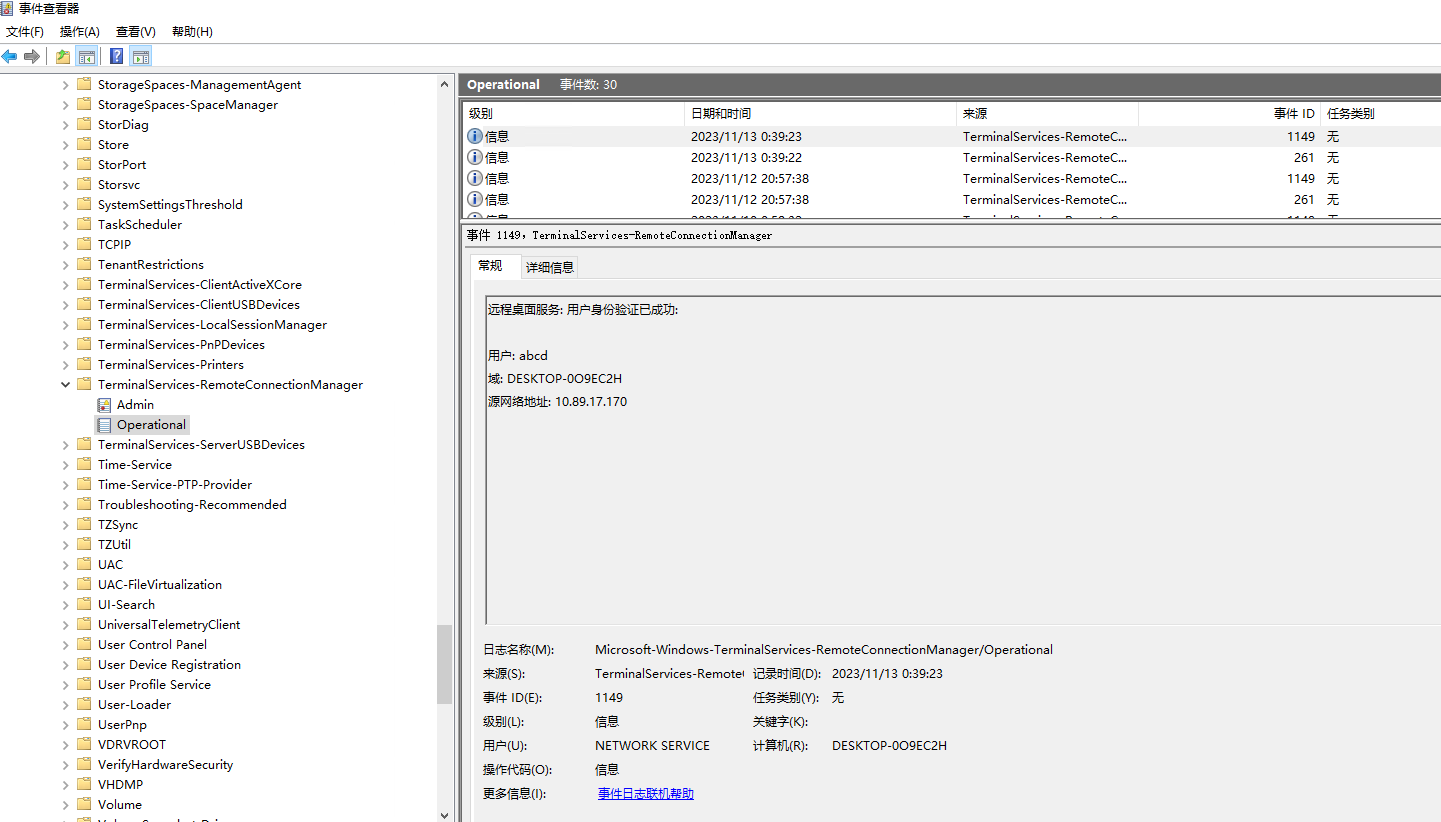 事件查看器
文件(F) 操作(A) 查看(V) 帮助(H)
StorageSpaces-ManagementAgent
StorageSpaces-SpaceManager
StorDiag
Store
StorPort
Storsvc
SystemSettingsThreshold
TaskScheduler
TCPIP
TenantRestrictions
TerminalServices-ClientActiveXCore
TerminalServices-ClientUSBDevices
TerminalServices-LocalSessionManager
TerminalServices-PnPDevices
TerminalServices-Printers
TerminalServices-RemoteConnectionManager
Admin
Operational
TerminalServices-ServerUSBDevices
Time-Service
Time-Service-PTP-Provider
Troubleshooting-Recommended
TZSync
TZUtil
UAC
UAC-FileVirtualization
UI-Search
UniversalTelemetryClient
User Control Panel
User Device Registration
User Profile Service
User-Loader
UserPnp
VDRVROOT
VerifyHardwareSecurity
VHDMP
Volume
Operational 事件数: 30
级别 日期和时间 来源 事件 ID 任务类别
信息 2023/11/13 0:39:23 TerminalServices-RemoteC... 1149 无
信息 2023/11/13 0:39:22 TerminalServices-RemoteC... 261 无
信息 2023/11/12 20:57:38 TerminalServices-RemoteC... 1149 无
信息 2023/11/12 20:57:38 TerminalServices-RemoteC... 261 无
事件 1149，TerminalServices-RemoteConnectionManager
常规 详细信息
远程桌面服务: 用户身份验证已成功:
用户: abcd
域: DESKTOP-0O9EC2H
源网络地址: 10.89.17.170
日志名称(M): Microsoft-Windows-TerminalServices-RemoteConnectionManager/Operational
来源(S): TerminalServices-Remote 记录时间(D): 2023/11/13 0:39:23
事件 ID(E): 1149 任务类别(Y): 无
级别(L): 信息 关键字(K):
用户(U): NETWORK SERVICE 计算机(R): DESKTOP-0O9EC2H
操作代码(O): 信息
更多信息(I): 事件日志联机帮助